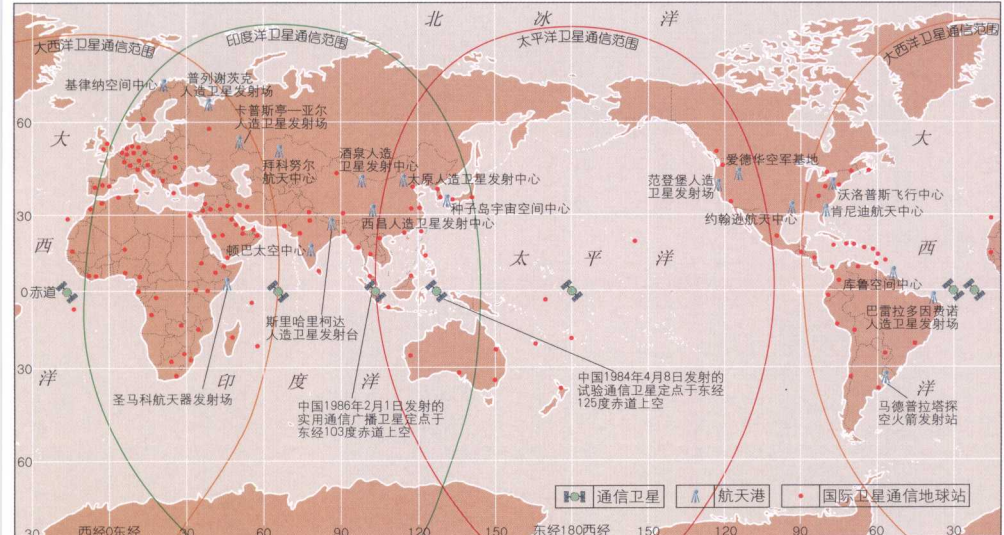 北 冰 洋
大西洋卫星通信范围
印度洋卫星通信范围
太平洋卫星通信范围
大西洋卫星通信范围
基律纳空间中心
普列谢茨克
人造卫星发射场
卡普斯亭—亚尔
人造卫星发射场
拜科努尔
航天中心
酒泉人造
卫星发射中心
太原人造卫星发射中心
种子岛宇宙空间中心
西昌人造卫星发射中心
顿巴太空中心
爱德华空军基地
范登堡人造
卫星发射场
沃洛普斯飞行中心
肯尼迪航天中心
约翰逊航天中心
大 西 洋
太 平 洋
大 西 洋
60
30
0赤道
30
60
库鲁空间中心
巴雷拉多因费诺
人造卫星发射场
斯里哈里柯达
人造卫星发射台
圣马科航天器发射场
印 度 洋
中国1986年2月1日发射的
实用通信广播卫星定点于
东经103度赤道上空
中国1984年4月8日发射的
试验通信卫星定点于东经
125度赤道上空
马德普拉塔探
空火箭发射站
通信卫星
航天港
国际卫星通信地球站
30 西经0东经 30 60 90 120 150 东经180西经 150 120 90 60 30